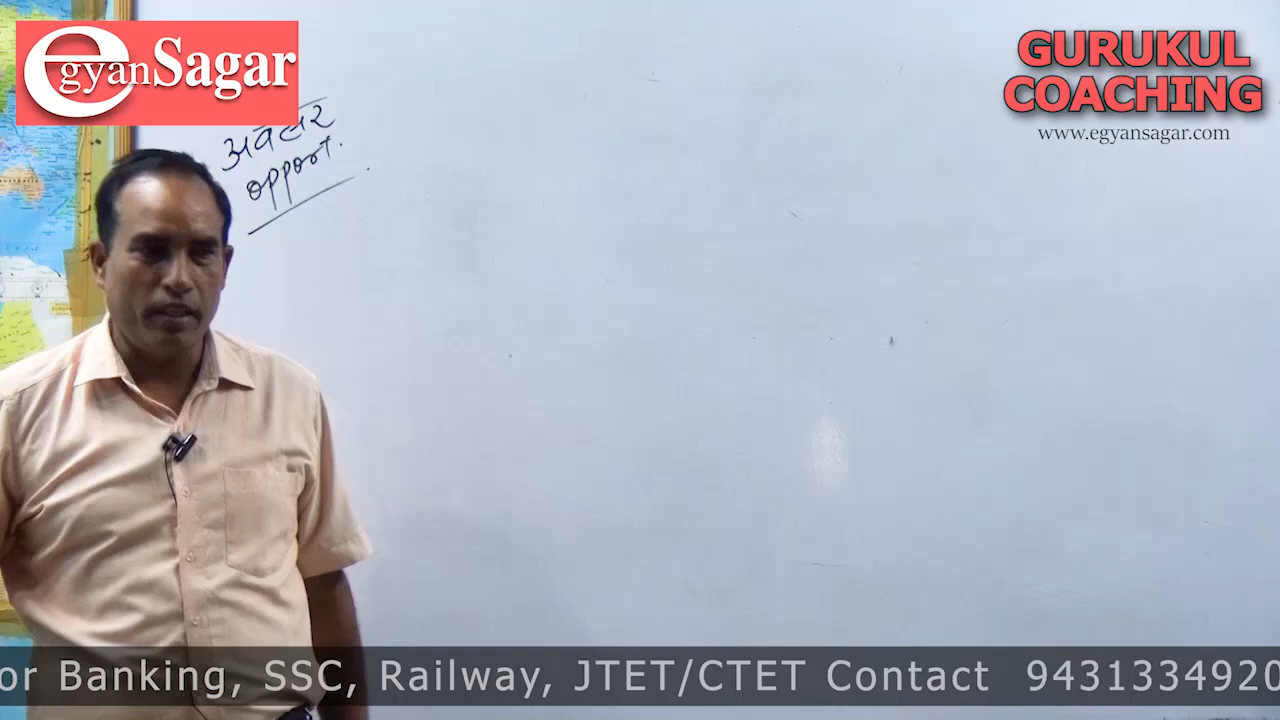 egyanSagar
GURUKUL
COACHING
www.egyansagar.com
अवसर
opport.
or Banking, SSC, Railway, JTET/CTET Contact 9431334920